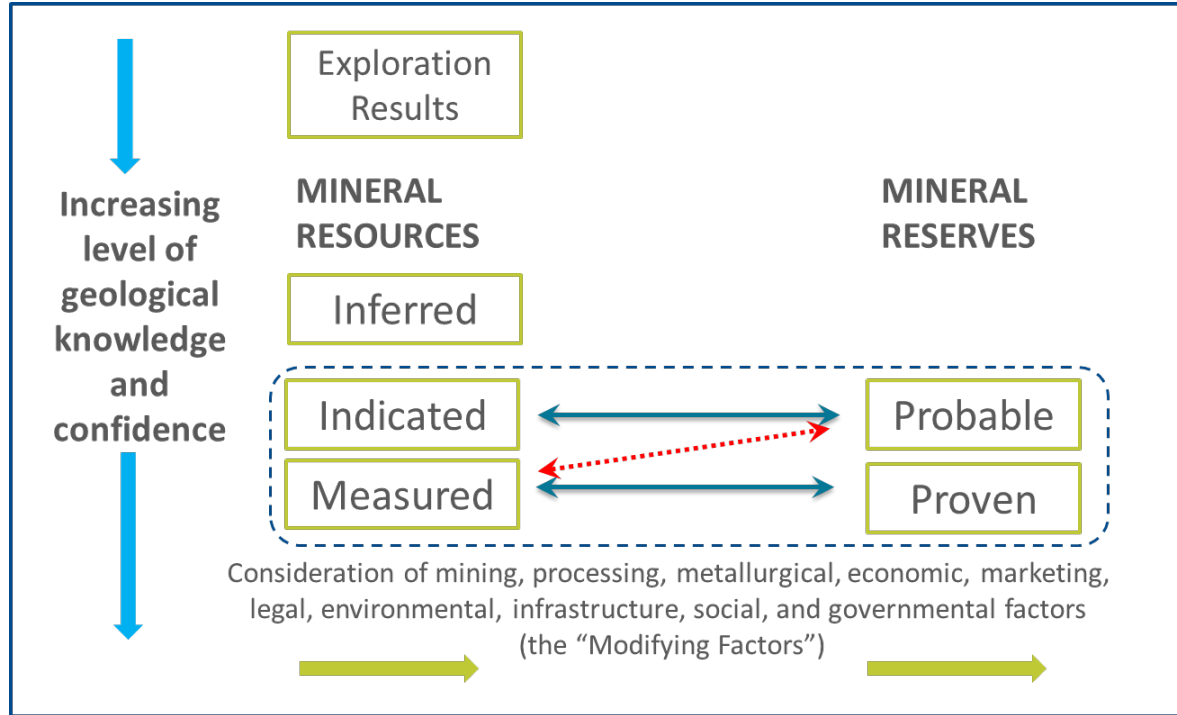 Exploration
Results
MINERAL
RESOURCES
MINERAL
RESERVES
Increasing
level of
geological
knowledge
and
confidence
Inferred
Indicated
Probable
Measured
Proven
Consideration of mining, processing, metallurgical, economic, marketing,
legal, environmental, infrastructure, social, and governmental factors
(the “Modifying Factors”)